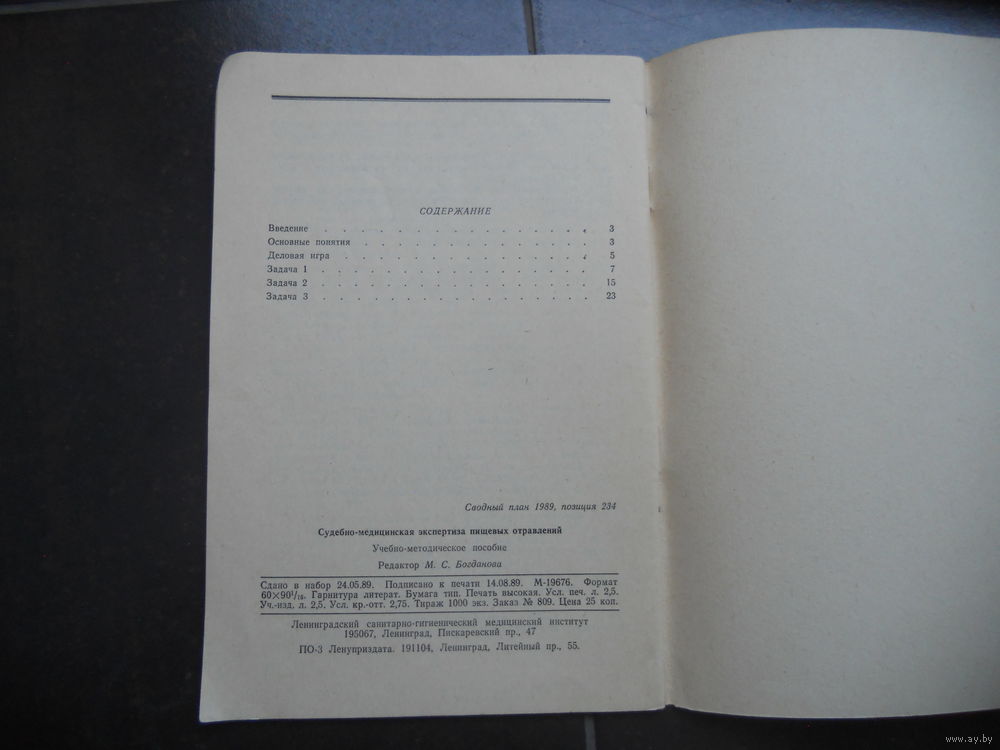 СОДЕРЖАНИЕ
Введение . . . . . . . . . . . . . . . . . . . . 3
Основные понятия . . . . . . . . . . . . . . . . . 3
Деловая игра . . . . . . . . . . . . . . . . . . 5
Задача 1 . . . . . . . . . . . . . . . . . . . . 7
Задача 2 . . . . . . . . . . . . . . . . . . . . 15
Задача 3 . . . . . . . . . . . . . . . . . . . . 23
Сводный план 1989, позиция 234
Судебно-медицинская экспертиза пищевых отравлений
Учебно-методическое пособие
Редактор М. С. Богданова
Сдано в набор 24.05.89. Подписано к печати 14.08.89. М-19676. Формат
60×90¹/₁₆. Гарнитура литерат. Бумага тип. Печать высокая. Усл. печ. л. 2,5.
Уч.-изд. л. 2,5. Усл. кр.-отт. 2,75. Тираж 1000 экз. Заказ № 809. Цена 25 коп.
Ленинградский санитарно-гигиенический медицинский институт
195067, Ленинград, Пискаревский пр., 47
ПО-3 Ленуприздата. 191104, Ленинград, Литейный пр., 55.
www.ay.by